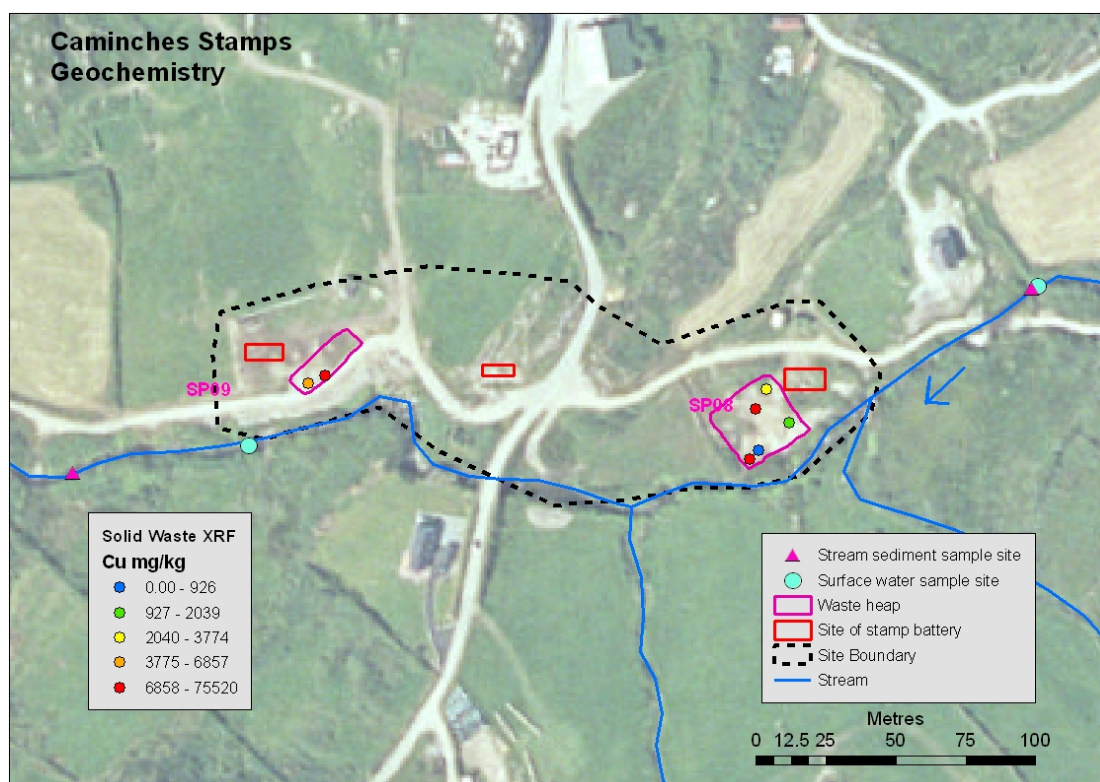 Caminches Stamps
Geochemistry
SP09
SP08
Solid Waste XRF
Cu mg/kg
0.00 - 926
927 - 2039
2040 - 3774
3775 - 6857
6858 - 75520
Stream sediment sample site
Surface water sample site
Waste heap
Site of stamp battery
Site Boundary
Stream
Metres
0 12.5 25 50 75 100